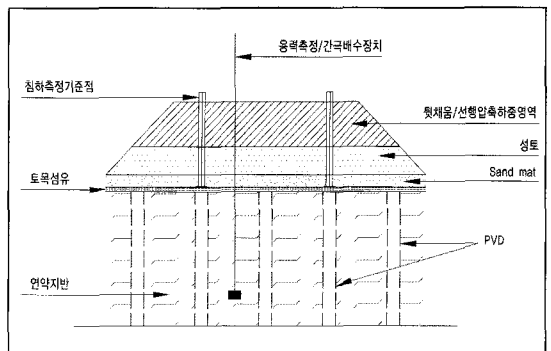 응력측정/간극배수장치
침하측정기준점
뒷채움/선행압축하중영역
성토
Sand mat
토목섬유
PVD
연약지반